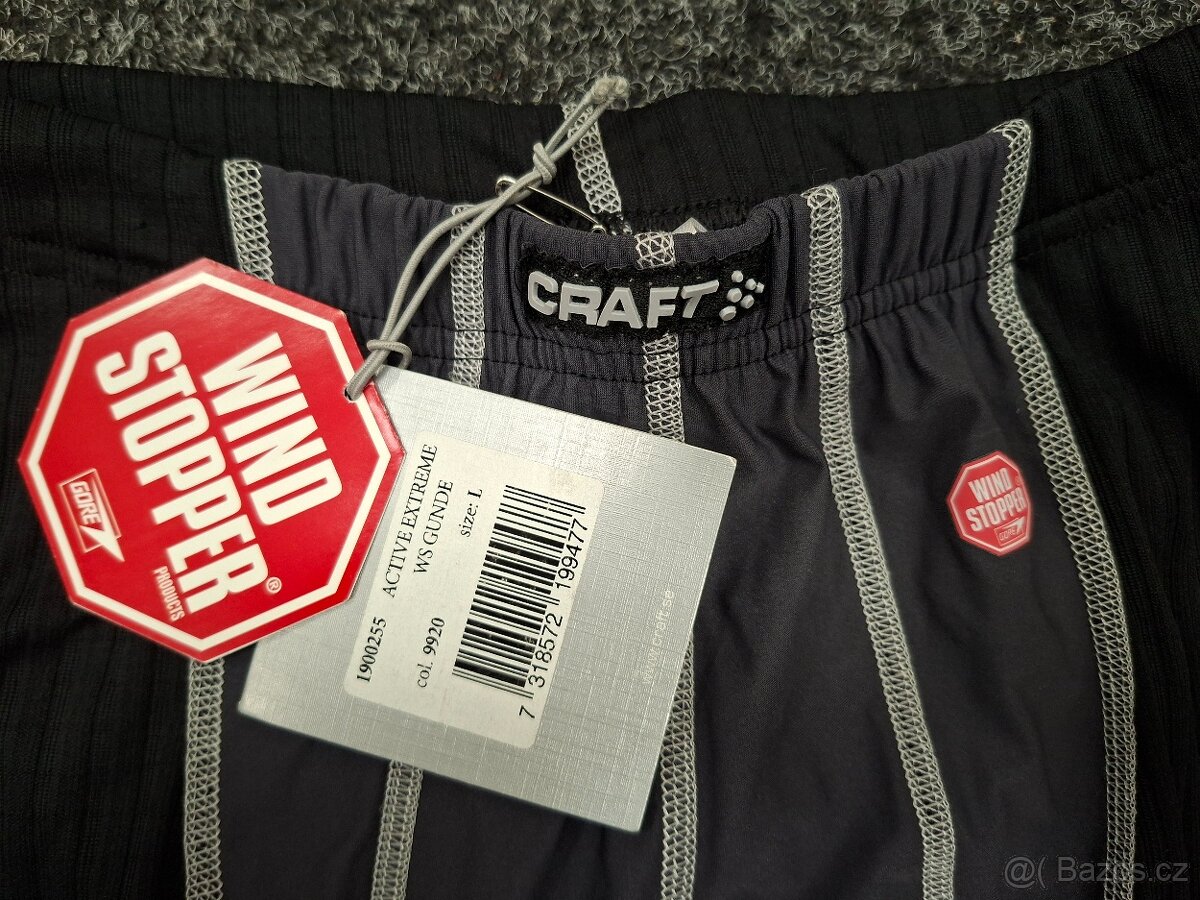 CRAFT
WIND
STOPPER®
PRODUCTS
GORE
1900255 ACTIVE EXTREME
WS GUNDE
col. 9920 size: L
7 318572 199477
www.craft.se
WIND
STOPPER
GORE
@( Bazos.cz